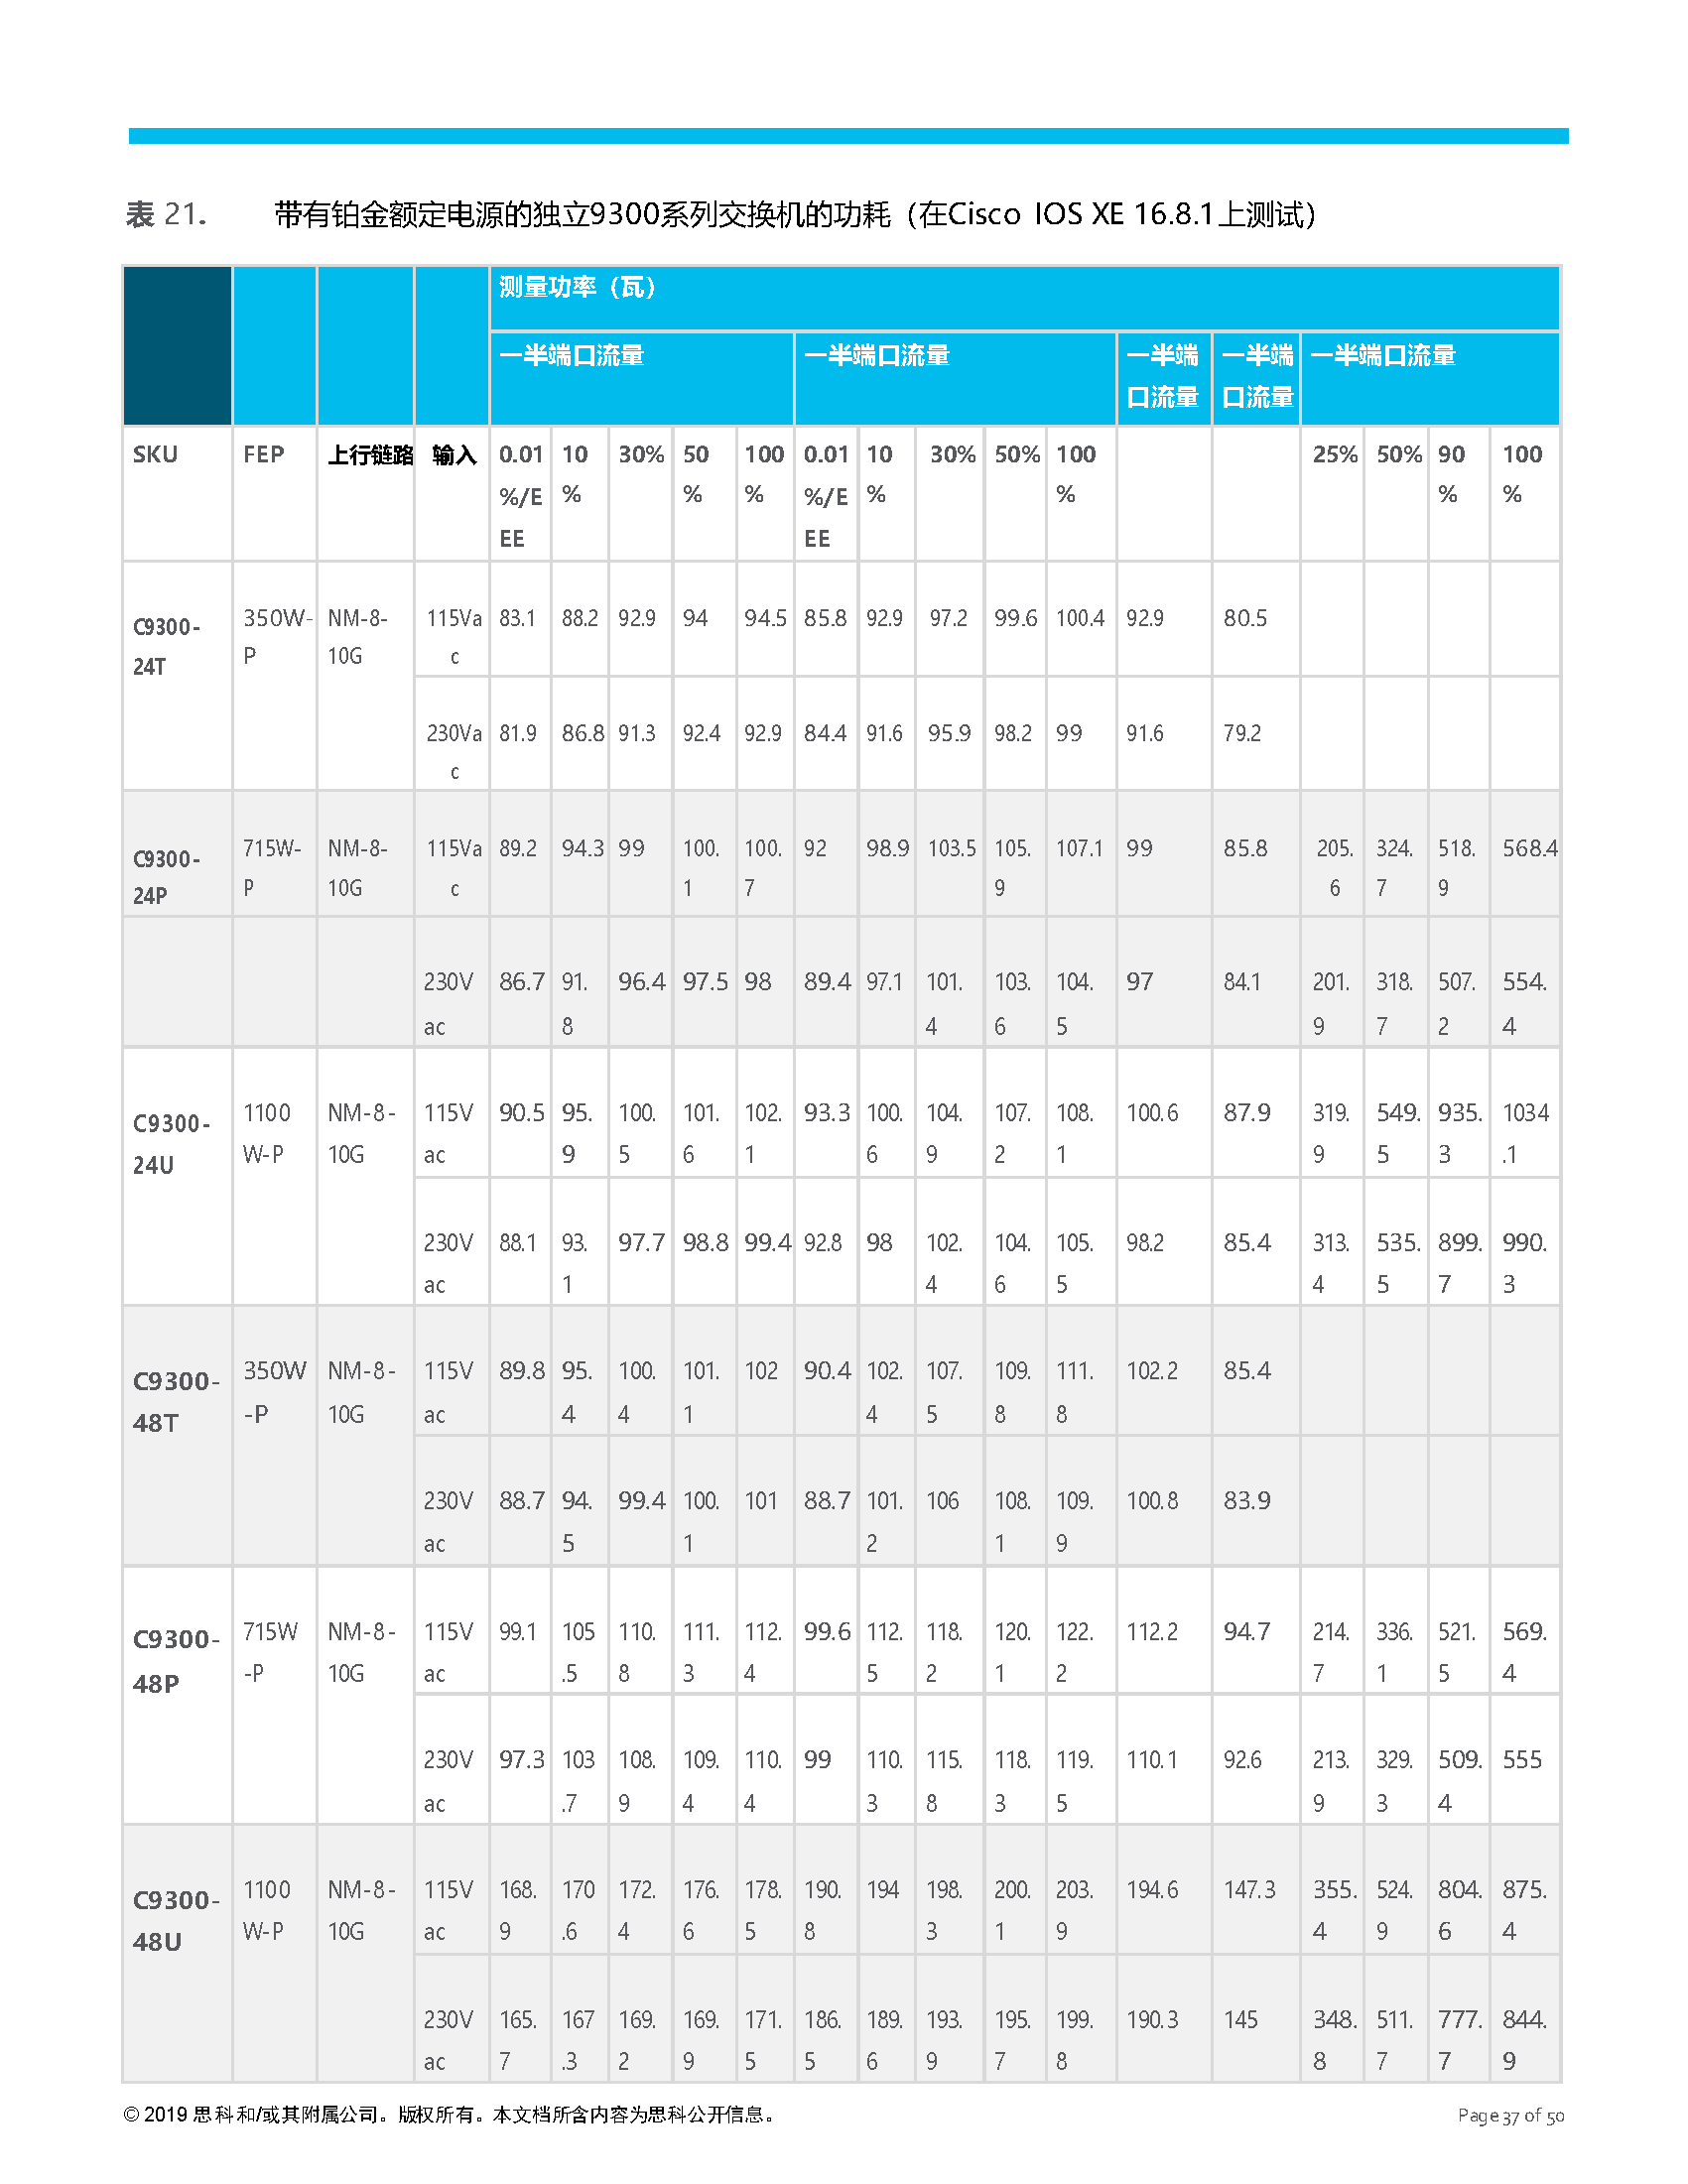 表 21. 带有铂金额定电源的独立9300系列交换机的功耗（在Cisco IOS XE 16.8.1上测试）
测量功率（瓦）
一半端口流量 一半端口流量 一半端 一半端 一半端口流量
口流量 口流量
SKU FEP 上行链路 输入 0.01 10 30% 50 100 0.01 10 30% 50% 100 25% 50% 90 100
%/E % % % %/E % % % %
EE EE
C9300- 350W- NM-8- 115Va 83.1 88.2 92.9 94 94.5 85.8 92.9 97.2 99.6 100.4 92.9 80.5
24T P 10G c
230Va 81.9 86.8 91.3 92.4 92.9 84.4 91.6 95.9 98.2 99 91.6 79.2
c
C9300- 715W- NM-8- 115Va 89.2 94.3 99 100. 100. 92 98.9 103.5 105. 107.1 99 85.8 205. 324. 518. 568.4
24P P 10G c 1 7 9 6 7 9
230V 86.7 91. 96.4 97.5 98 89.4 97.1 101. 103. 104. 97 84.1 201. 318. 507. 554.
ac 8 4 6 5 9 7 2 4
C9300- 1100 NM-8- 115V 90.5 95. 100. 101. 102. 93.3 100. 104. 107. 108. 100.6 87.9 319. 549. 935. 1034
24U W-P 10G ac 9 5 6 1 6 9 2 1 9 5 3 .1
230V 88.1 93. 97.7 98.8 99.4 92.8 98 102. 104. 105. 98.2 85.4 313. 535. 899. 990.
ac 1 4 6 5 4 5 7 3
C9300- 350W NM-8- 115V 89.8 95. 100. 101. 102 90.4 102. 107. 109. 111. 102.2 85.4
48T -P 10G ac 4 4 1 4 5 8 8
230V 88.7 94. 99.4 100. 101 88.7 101. 106 108. 109. 100.8 83.9
ac 5 1 2 1 9
C9300- 715W NM-8- 115V 99.1 105 110. 111. 112. 99.6 112. 118. 120. 122. 112.2 94.7 214. 336. 521. 569.
48P -P 10G ac .5 8 3 4 5 2 1 2 7 1 5 4
230V 97.3 103 108. 109. 110. 99 110. 115. 118. 119. 110.1 92.6 213. 329. 509. 555
ac .7 9 4 4 3 8 3 5 9 3 4
C9300- 1100 NM-8- 115V 168. 170 172. 176. 178. 190. 194 198. 200. 203. 194.6 147.3 355. 524. 804. 875.
48U W-P 10G ac 9 .6 4 6 5 8 3 1 9 4 9 6 4
230V 165. 167 169. 169. 171. 186. 189. 193. 195. 199. 190.3 145 348. 511. 777. 844.
ac 7 .3 2 9 5 5 6 9 7 8 8 7 7 9
© 2019 思科和/或其附属公司。版权所有。本文档所含内容为思科公开信息。 Page 37 of 50